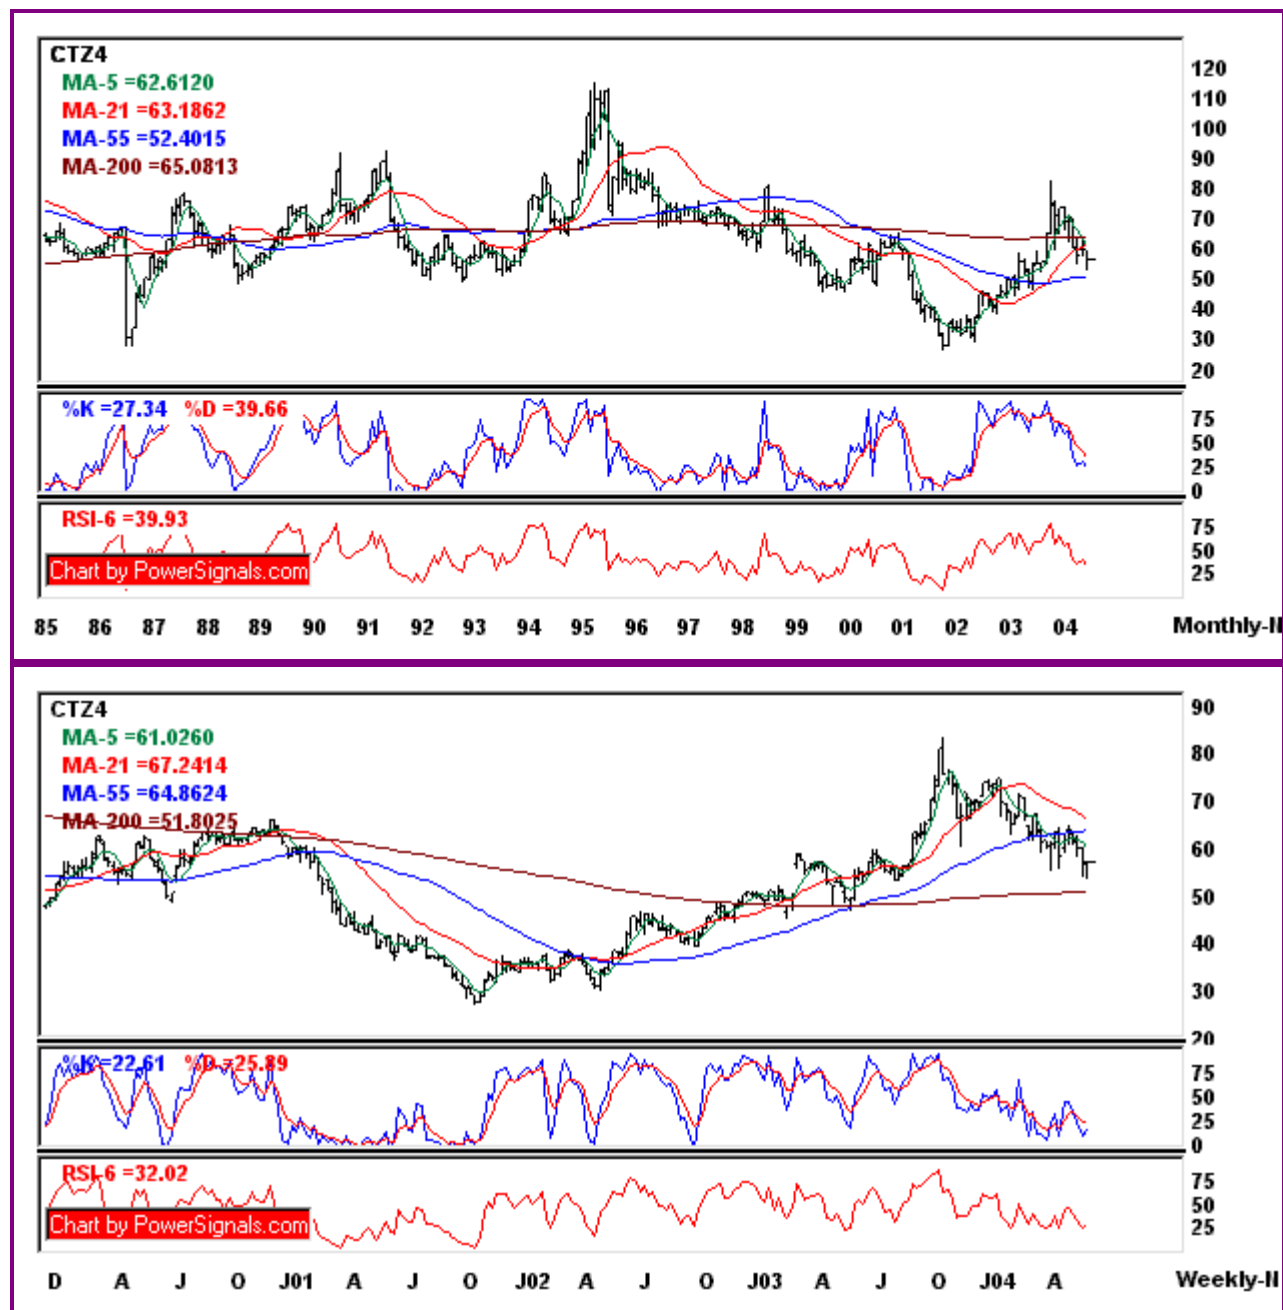 CTZ4
MA-5 =62.6120
MA-21 =63.1862
MA-55 =52.4015
MA-200 =65.0813
120
110
100
90
80
70
60
50
40
30
20
%K =27.34 %D =39.66
75
50
25
0
RSI-6 =39.93
75
50
25
Chart by PowerSignals.com
85 86 87 88 89 90 91 92 93 94 95 96 97 98 99 00 01 02 03 04 Monthly-N
CTZ4
MA-5 =61.0260
MA-21 =67.2414
MA-55 =64.8624
MA-200 =51.8025
90
80
70
60
50
40
30
20
%K =22.61 %D =25.89
75
50
25
0
RSI-6 =32.02
75
50
25
Chart by PowerSignals.com
D A J O J01 A J O J02 A J O J03 A J O J04 A Weekly-N